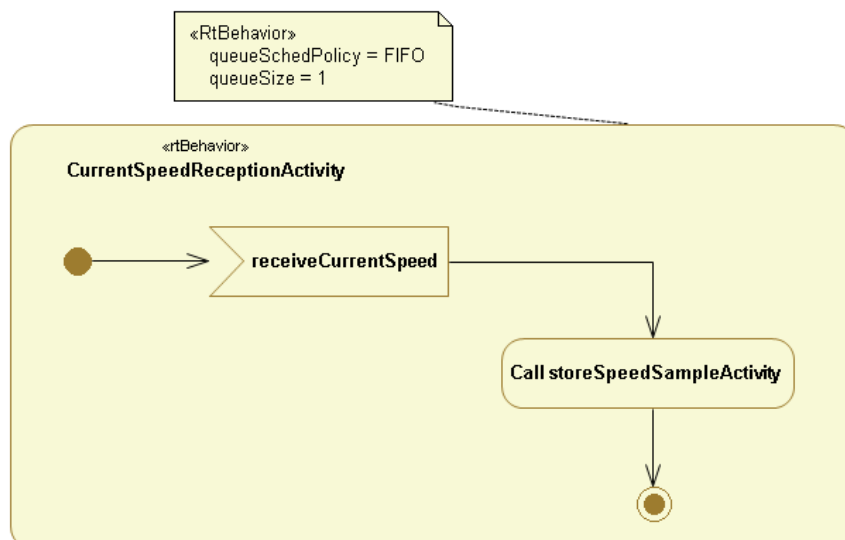 «RtBehavior»
queueSchedPolicy = FIFO
queueSize = 1
«rtBehavior»
CurrentSpeedReceptionActivity
receiveCurrentSpeed
Call storeSpeedSampleActivity